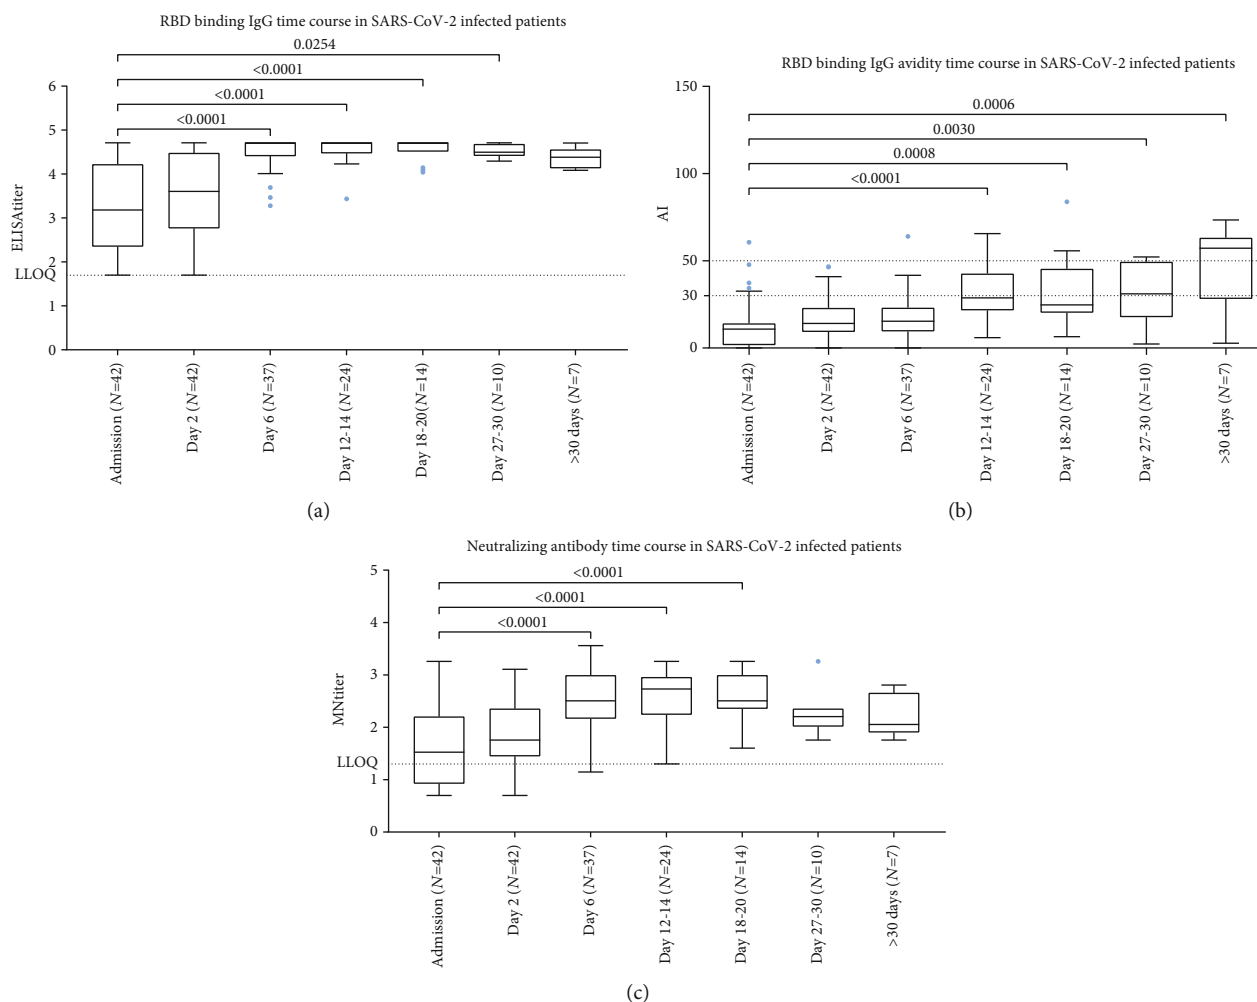 RBD binding IgG time course in SARS-CoV-2 infected patients
0.0254
<0.0001
<0.0001
<0.0001
6
5
4
3
2
1
0
ELISAtiter
LLOQ
Admission (N=42)
Day 2 (N=42)
Day 6 (N=37)
Day 12-14 (N=24)
Day 18-20(N=14)
Day 27-30 (N=10)
>30 days (N=7)
(a)
RBD binding IgG avidity time course in SARS-CoV-2 infected patients
0.0006
0.0030
0.0008
<0.0001
150
100
50
30
0
AI
Admission (N=42)
Day 2 (N=42)
Day 6 (N=37)
Day 12-14 (N=24)
Day 18-20 (N=14)
Day 27-30 (N=10)
>30 days (N=7)
(b)
Neutralizing antibody time course in SARS-CoV-2 infected patients
<0.0001
<0.0001
<0.0001
5
4
3
2
1
0
MNtiter
LLOQ
Admission (N=42)
Day 2 (N=42)
Day 6 (N=37)
Day 12-14 (N=24)
Day 18-20 (N=14)
Day 27-30 (N=10)
>30 days (N=7)
(c)